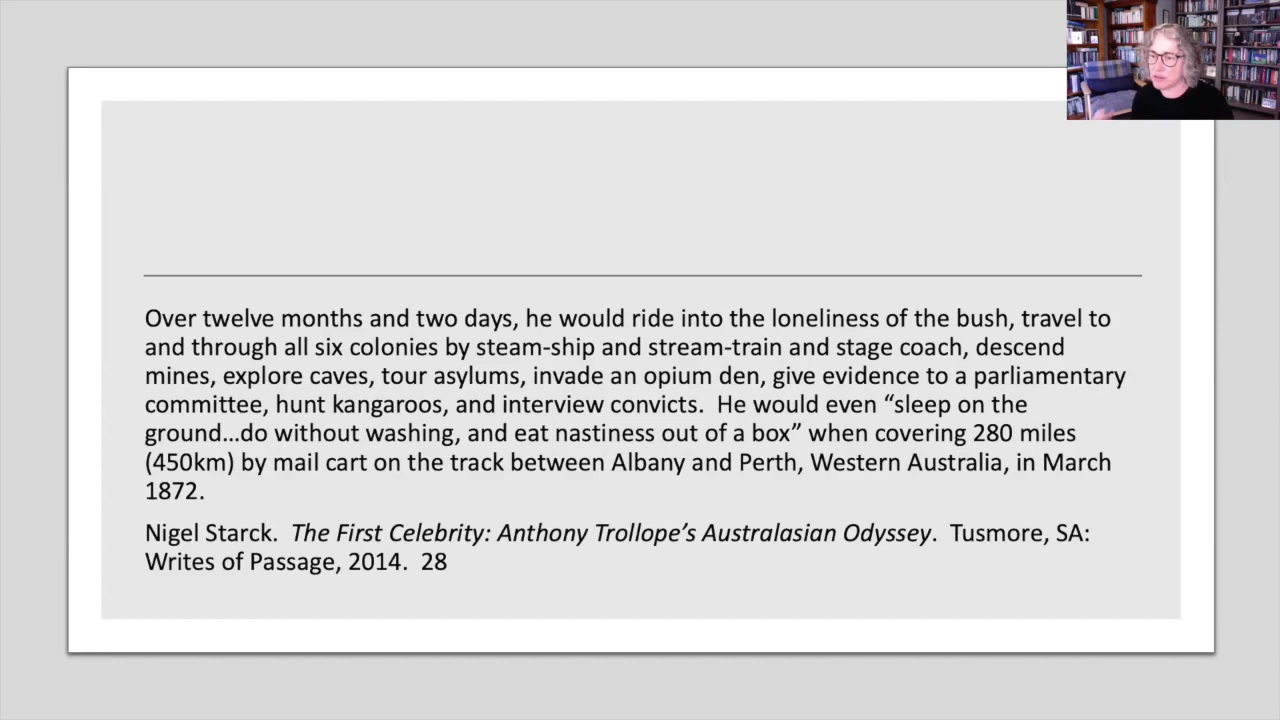 Over twelve months and two days, he would ride into the loneliness of the bush, travel to
and through all six colonies by steam-ship and stream-train and stage coach, descend
mines, explore caves, tour asylums, invade an opium den, give evidence to a parliamentary
committee, hunt kangaroos, and interview convicts.  He would even “sleep on the
ground…do without washing, and eat nastiness out of a box” when covering 280 miles
(450km) by mail cart on the track between Albany and Perth, Western Australia, in March
1872.
Nigel Starck.  The First Celebrity: Anthony Trollope’s Australasian Odyssey.  Tusmore, SA:
Writes of Passage, 2014.  28